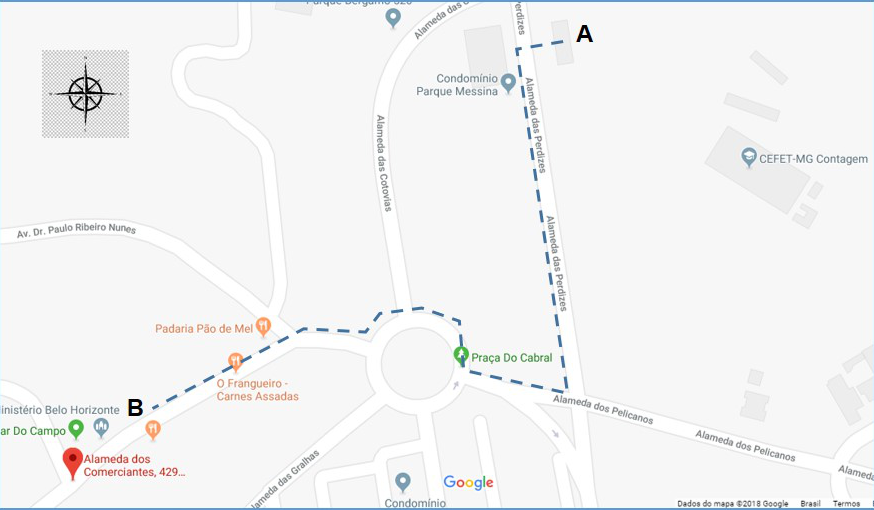 Parque Bergamo 520
Alameda das C
Perdizes
A
Condomínio
Parque Messina
Alameda das Perdizes
CEFET-MG Contagem
Alameda das Cotovias
Av. Dr. Paulo Ribeiro Nunes
Alameda das Perdizes
Padaria Pão de Mel
Praça Do Cabral
O Frangueiro -
Carnes Assadas
B
inistério Belo Horizonte
ar Do Campo
Alameda dos
Comerciantes, 429...
Alameda dos Pelicanos
Alameda dos Pelicanos
Alameda
lameda das Gralhas
Google
Condomínio
Dados do mapa ©2018 Google
Brasil
Termos